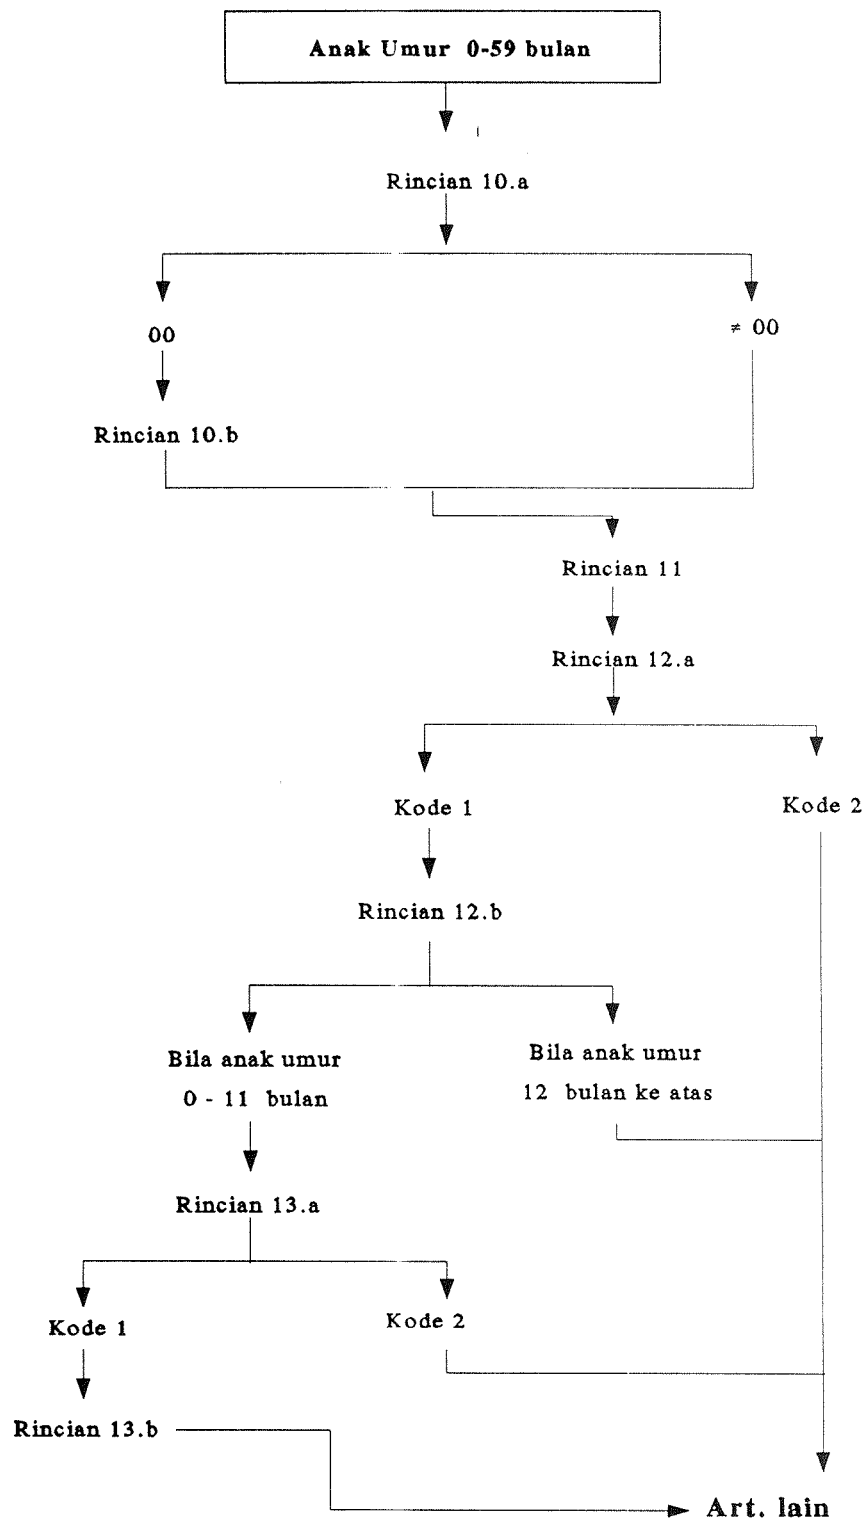 Anak Umur 0-59 bulan
Rincian 10.a
00
≠ 00
Rincian 10.b
Rincian 11
Rincian 12.a
Kode 1
Kode 2
Rincian 12.b
Bila anak umur
0 - 11 bulan
Bila anak umur
12 bulan ke atas
Rincian 13.a
Kode 1
Kode 2
Rincian 13.b
Art. lain